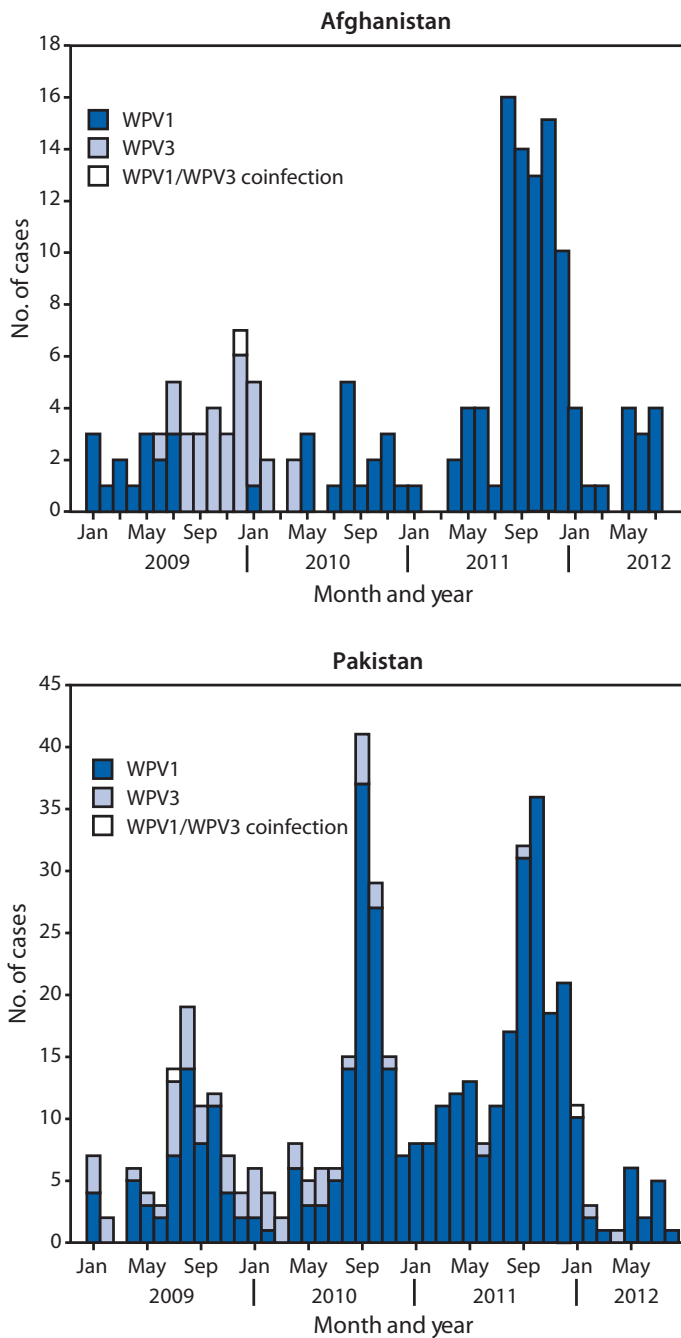 Afghanistan
18
16
14
12
10
8
6
4
2
0
No. of cases
WPV1
WPV3
WPV1/WPV3 coinfection
Jan May Sep Jan May Sep Jan May Sep Jan May
2009 2010 2011 2012
Month and year
Pakistan
45
40
35
30
25
20
15
10
5
0
No. of cases
WPV1
WPV3
WPV1/WPV3 coinfection
Jan May Sep Jan May Sep Jan May Sep Jan May
2009 2010 2011 2012
Month and year